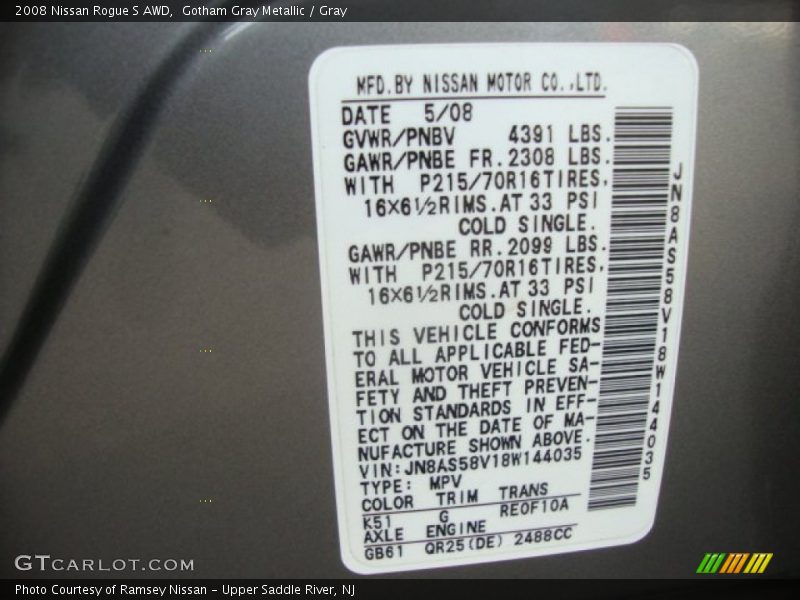 2008 Nissan Rogue S AWD,  Gotham Gray Metallic / Gray
MFD.BY NISSAN MOTOR CO.,LTD.
DATE 5/08
GVWR/PNBV 4391 LBS.
GAWR/PNBE FR.2308 LBS.
WITH P215/70R16TIRES,
16X6½RIMS.AT 33 PSI
COLD SINGLE.
GAWR/PNBE RR.2099 LBS.
WITH P215/70R16TIRES,
16X6½RIMS.AT 33 PSI
COLD SINGLE.
THIS VEHICLE CONFORMS
TO ALL APPLICABLE FED-
ERAL MOTOR VEHICLE SA-
FETY AND THEFT PREVEN-
TION STANDARDS IN EFF-
ECT ON THE DATE OF MA-
NUFACTURE SHOWN ABOVE.
VIN:JN8AS58V18W144035
TYPE: MPV
COLOR TRIM TRANS
K51 G RE0F10A
AXLE ENGINE
GB61 QR25(DE) 2488CC
JN8AS58V18W144035
GTCARLOT.COM
Photo Courtesy of Ramsey Nissan - Upper Saddle River, NJ